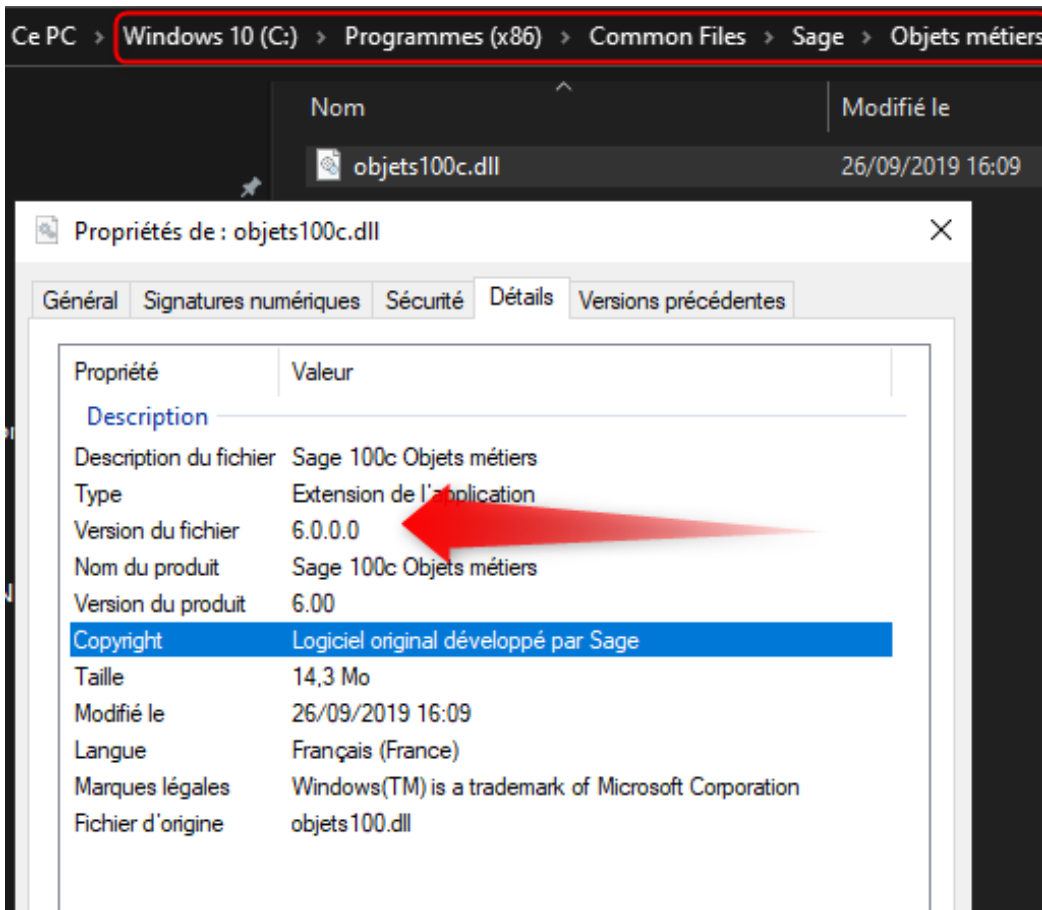 Ce PC > Windows 10 (C:) > Programmes (x86) > Common Files > Sage > Objets métiers
Nom Modifié le
objets100c.dll 26/09/2019 16:09
Propriétés de : objets100c.dll
Général Signatures numériques Sécurité Détails Versions précédentes
Propriété Valeur
Description
Description du fichier Sage 100c Objets métiers
Type Extension de l'application
Version du fichier 6.0.0.0
Nom du produit Sage 100c Objets métiers
Version du produit 6.00
Copyright Logiciel original développé par Sage
Taille 14,3 Mo
Modifié le 26/09/2019 16:09
Langue Français (France)
Marques légales Windows(TM) is a trademark of Microsoft Corporation
Fichier d'origine objets100.dll